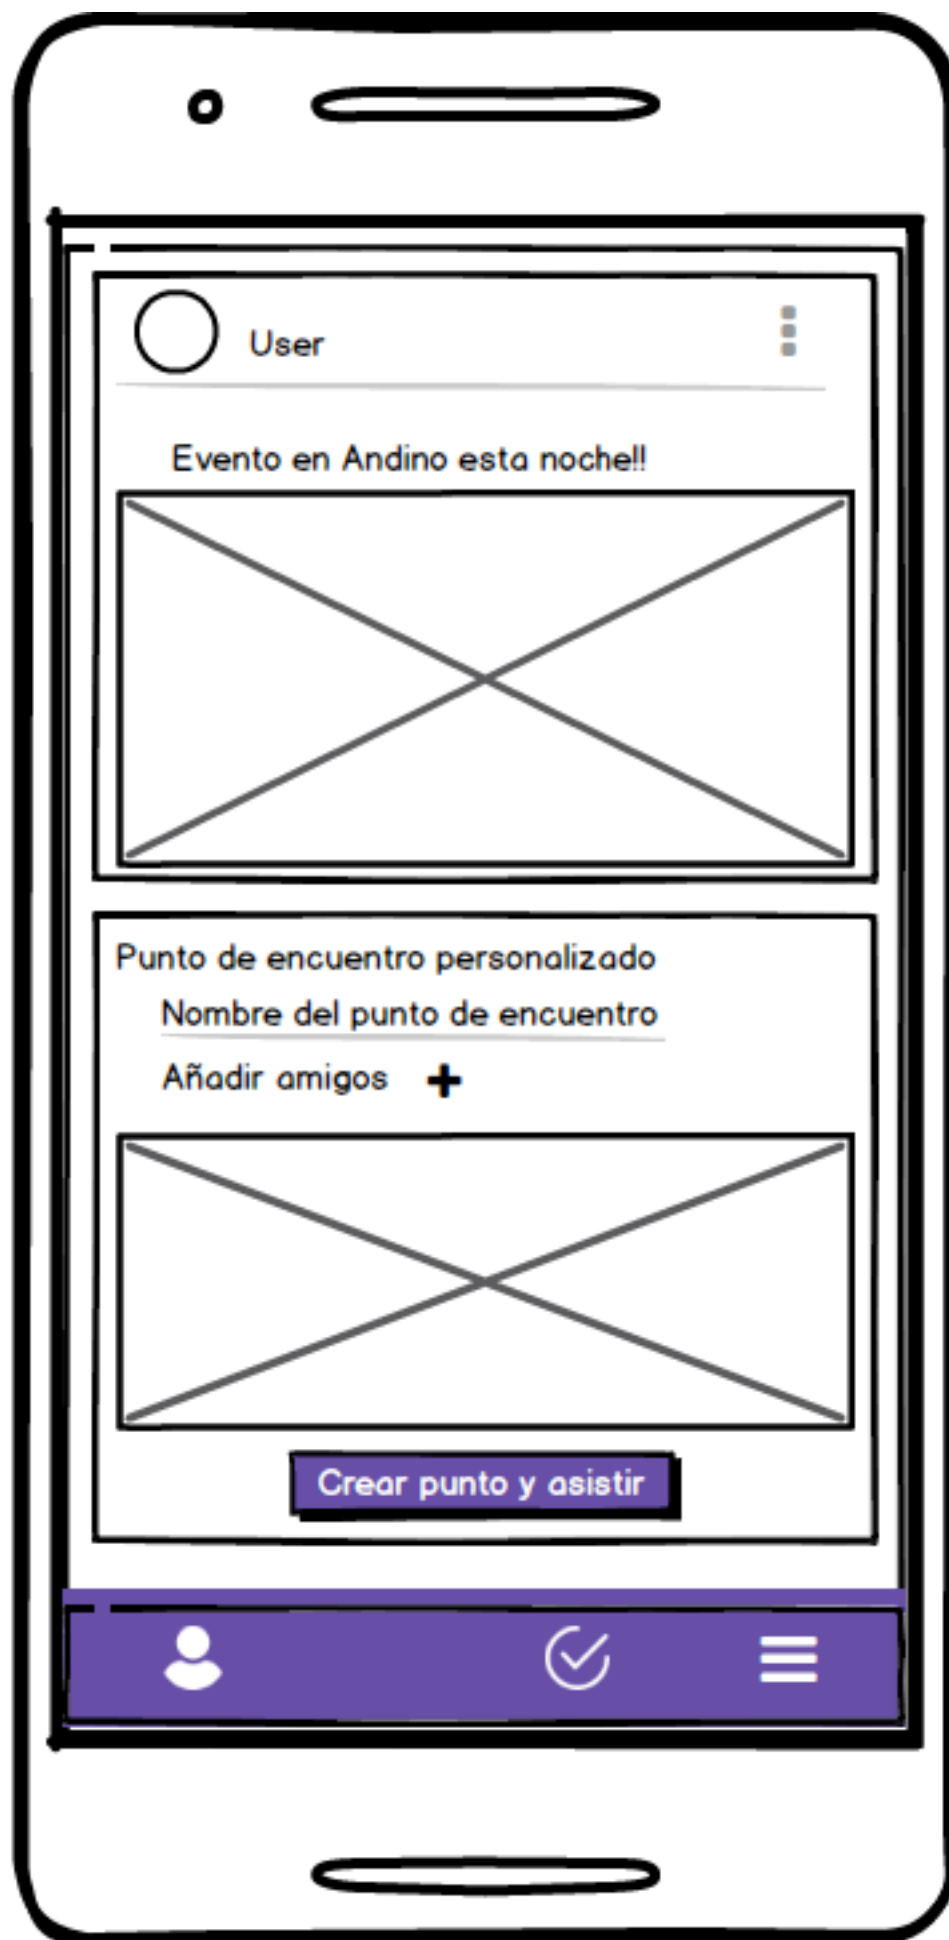 User
Evento en Andino esta noche!!
Punto de encuentro personalizado
Nombre del punto de encuentro
Añadir amigos +
Crear punto y asistir